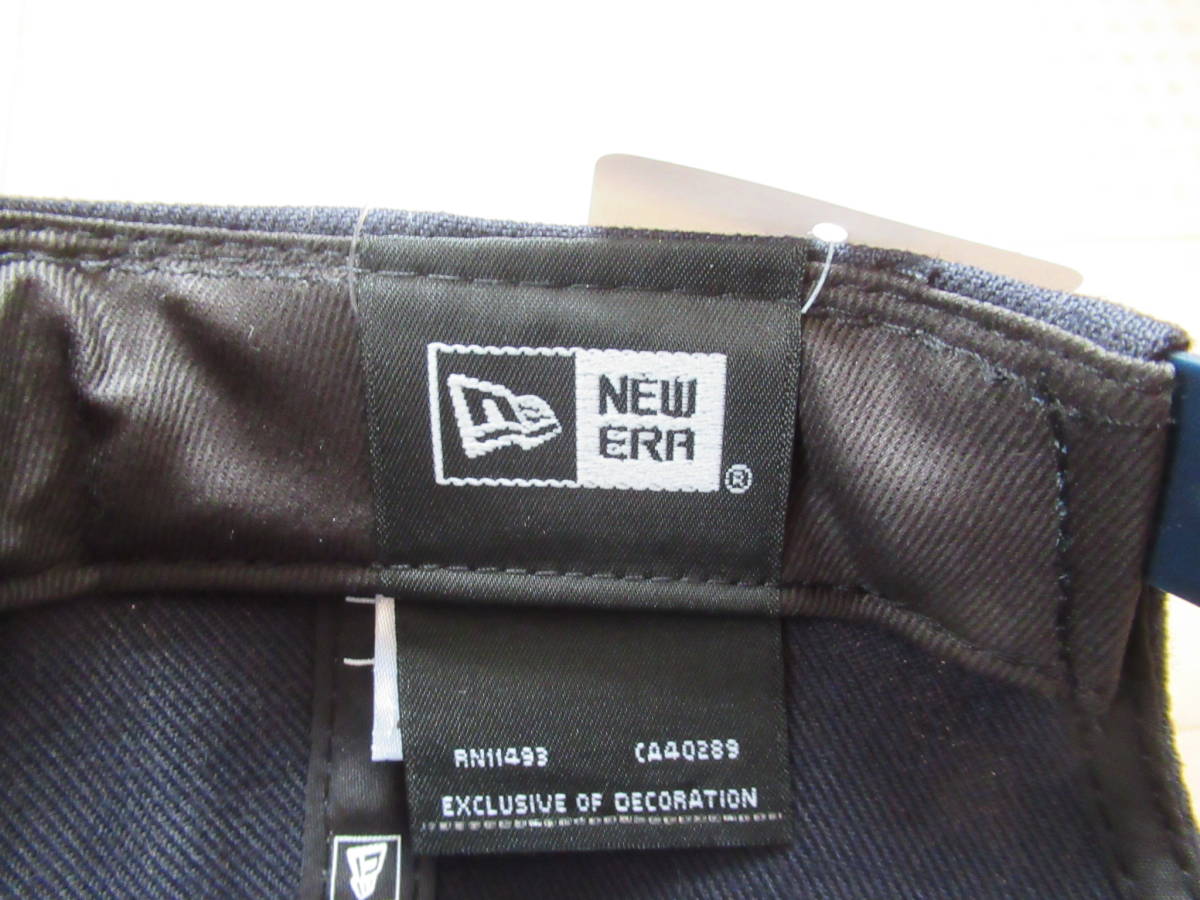 NEW
ERA
®
RN11493 CA40289
EXCLUSIVE OF DECORATION